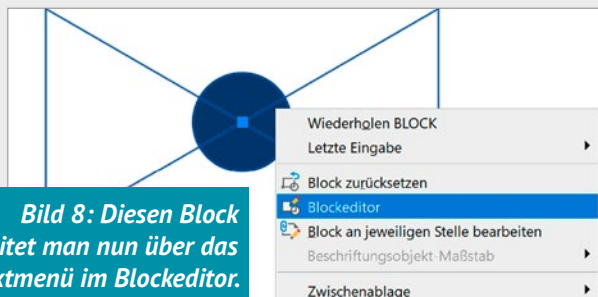 Wiederholen BLOCK
Letzte Eingabe
Block zurücksetzen
Blockeditor
Block an jeweiligen Stelle bearbeiten
Beschriftungsobjekt-Maßstab
Zwischenablage
Bild 8: Diesen Block
itet man nun über das
xtmenü im Blockeditor.